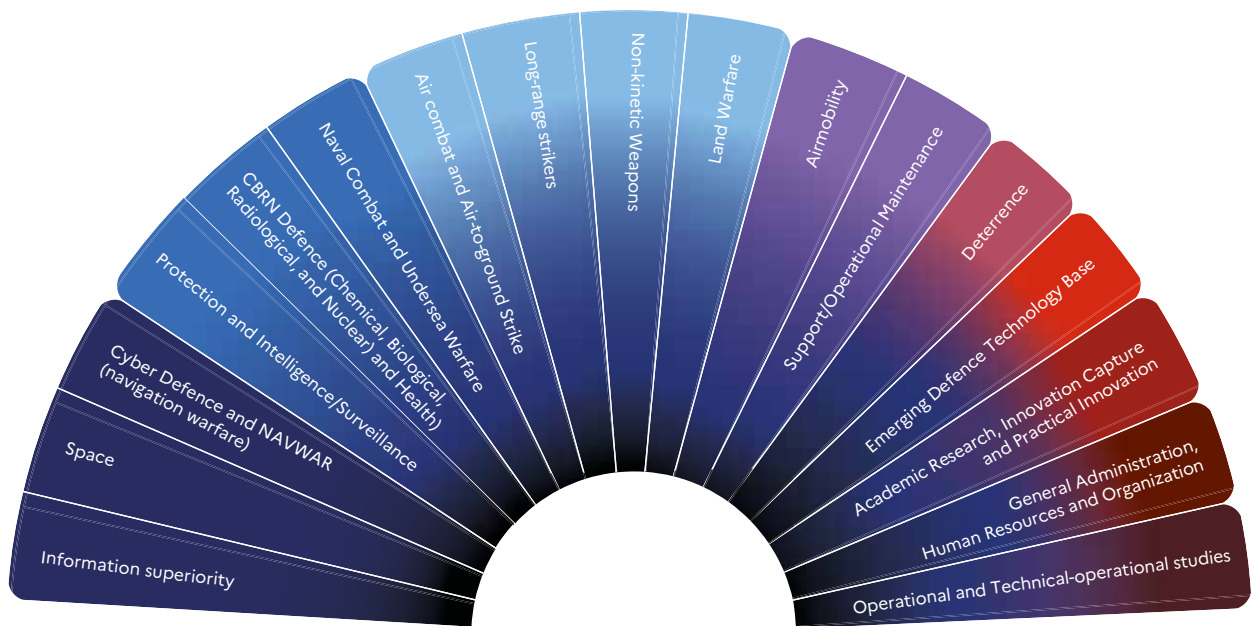 Information superiority
Space
Cyber Defence and NAVWAR
(navigation warfare)
Protection and Intelligence/Surveillance
CBRN Defence (Chemical, Biological,
Radiological, and Nuclear) and Health)
Naval Combat and Undersea Warfare
Air combat and Air-to-ground Strike
Long-range strikers
Non-kinetic Weapons
Land Warfare
Airmobility
Support/Operational Maintenance
Deterrence
Emerging Defence Technology Base
Academic Research, Innovation Capture
and Practical Innovation
General Administration,
Human Resources and Organization
Operational and Technical-operational studies